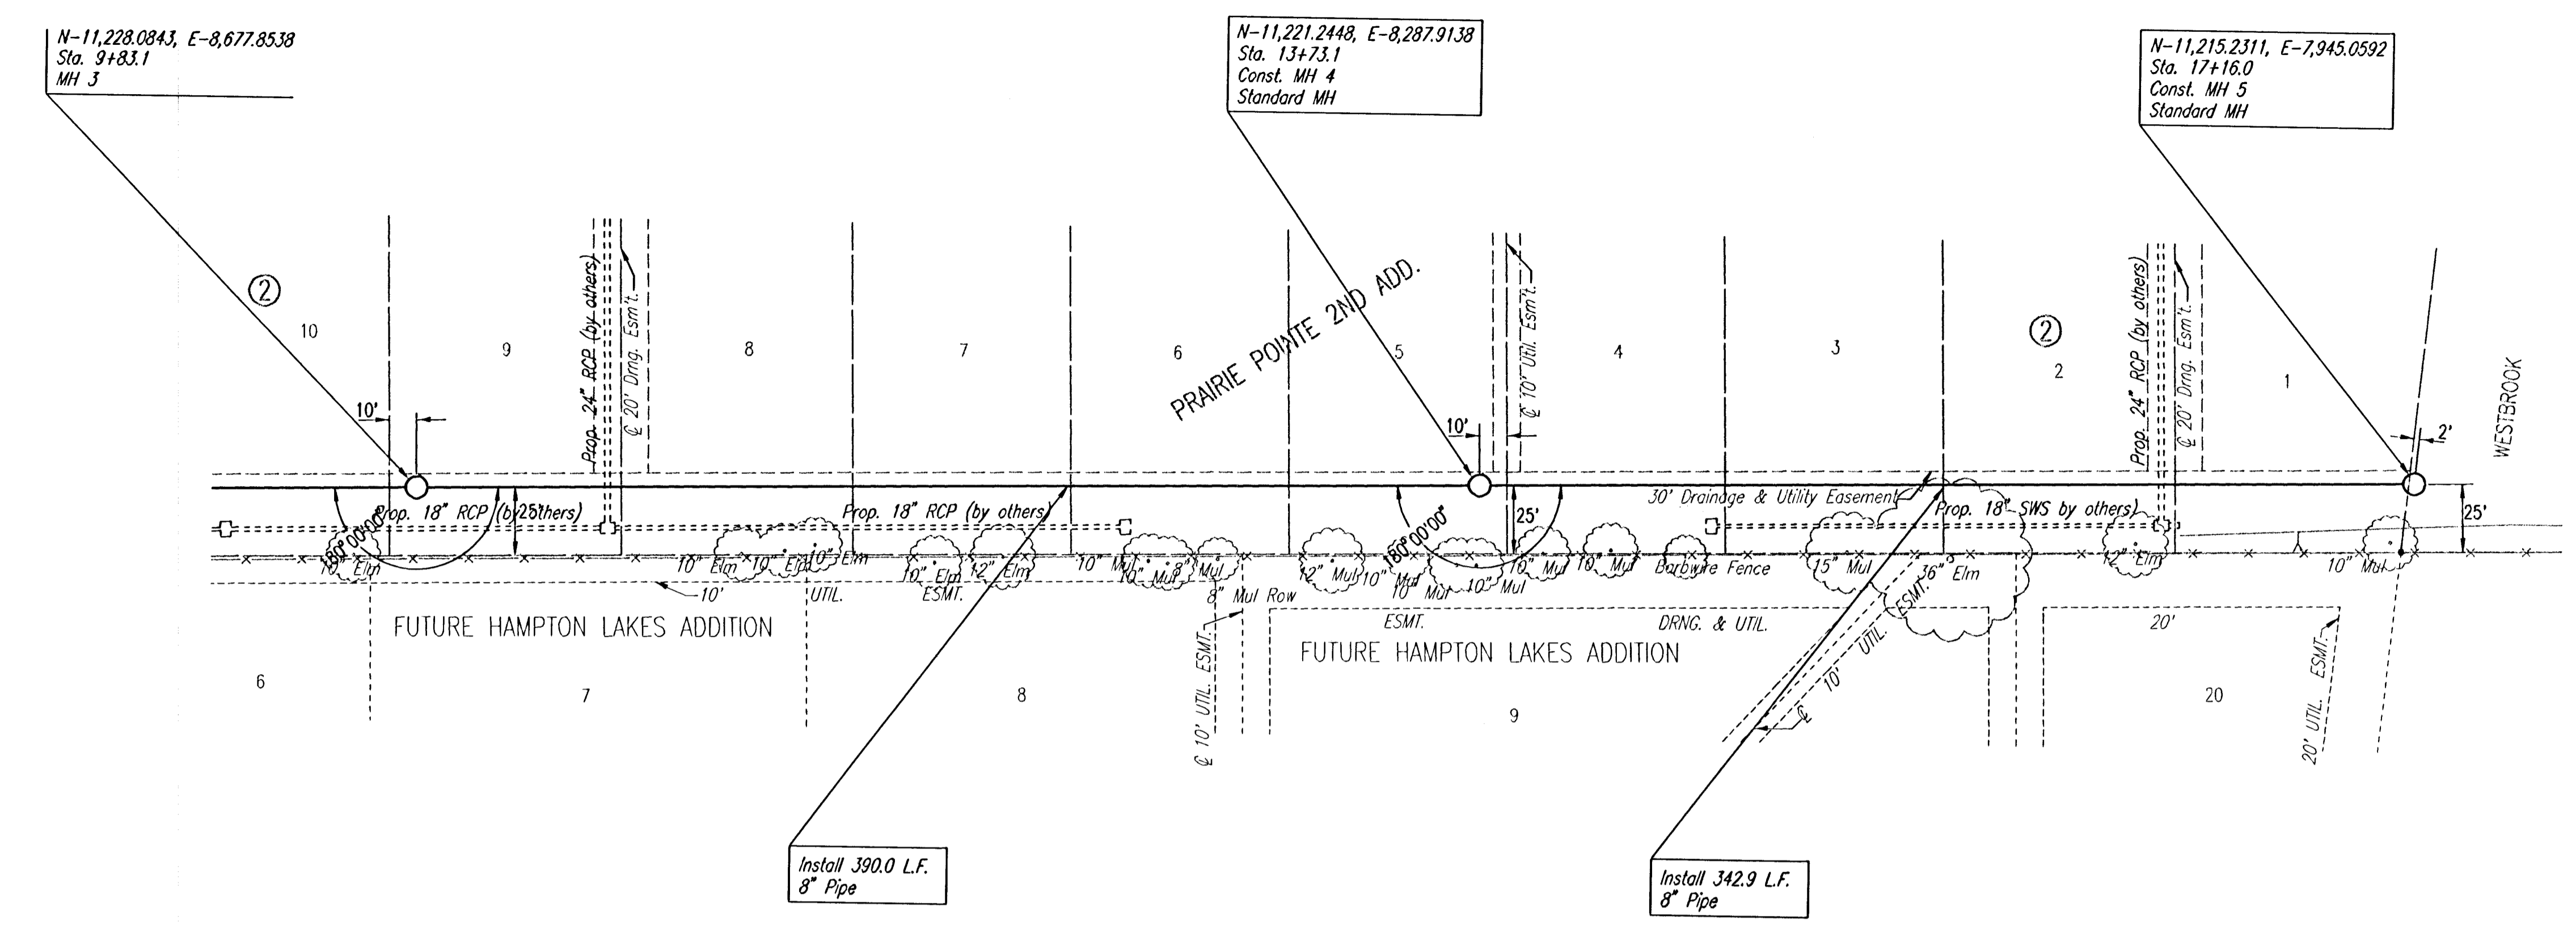 N-11,228.0843, E-8,677.8538
Sta. 9+83.1
MH 3
N-11,221.2448, E-8,287.9138
Sta. 13+73.1
Const. MH 4
Standard MH
N-11,215.2311, E-7,945.0592
Sta. 17+16.0
Const. MH 5
Standard MH
2
10
9
Prop. 24" RCP (by others)
℄ 20' Drng. Esm't.
8
7
6
PRAIRIE POINTE 2ND ADD.
5
℄ 10' Util. Esm't.
4
3
2
2
Prop. 24" RCP (by others)
℄ 20' Drng. Esm't.
1
WESTBROOK
10'
10'
2'
180°00'00"
Prop. 18" RCP (by others)
25'
Prop. 18" RCP (by others)
180°00'00"
25'
30' Drainage & Utility Easement
Prop. 18" SWS by others)
25'
10" Elm
10" Elm
10" Elm
10" Elm
10" Elm
12" Elm
10" Mul
10" Mul
8" Mul
12" Mul
10" Mul
10" Mul
10" Mul
10" Mul
10" Mul
Barbwire Fence
15" Mul
36" Elm
12" Elm
10" Mul
10'
UTIL.
ESMT.
8" Mul Row
ESMT.
DRNG. & UTIL.
20'
FUTURE HAMPTON LAKES ADDITION
FUTURE HAMPTON LAKES ADDITION
℄ 10' UTIL. ESMT.
℄ 10' UTIL. ESMT.
20' UTIL. ESMT.
6
7
8
9
20
Install 390.0 L.F.
8" Pipe
Install 342.9 L.F.
8" Pipe